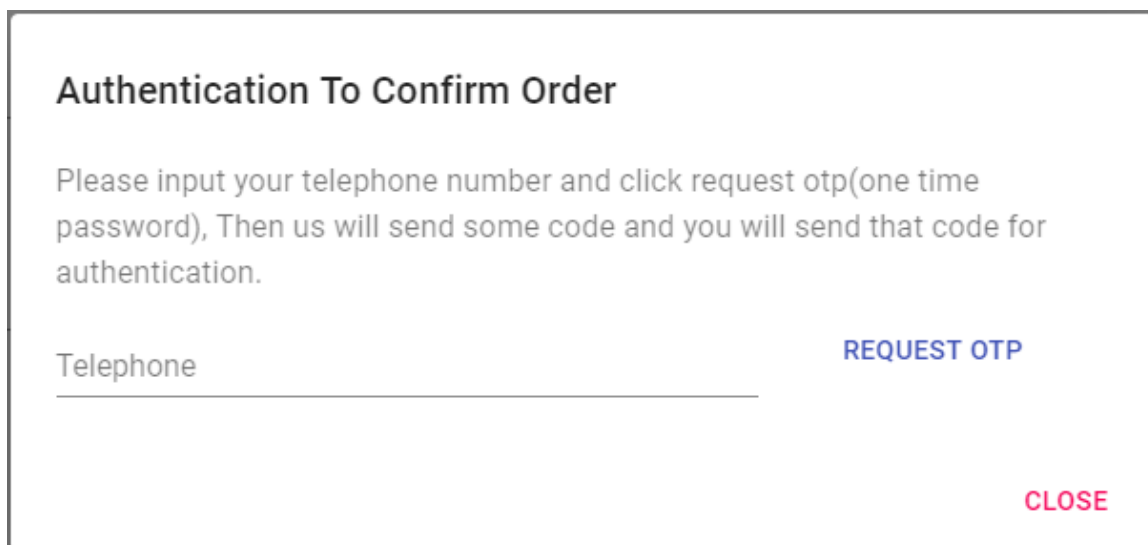 Authentication To Confirm Order
Please input your telephone number and click request otp(one time
password), Then us will send some code and you will send that code for
authentication.
Telephone
REQUEST OTP
CLOSE